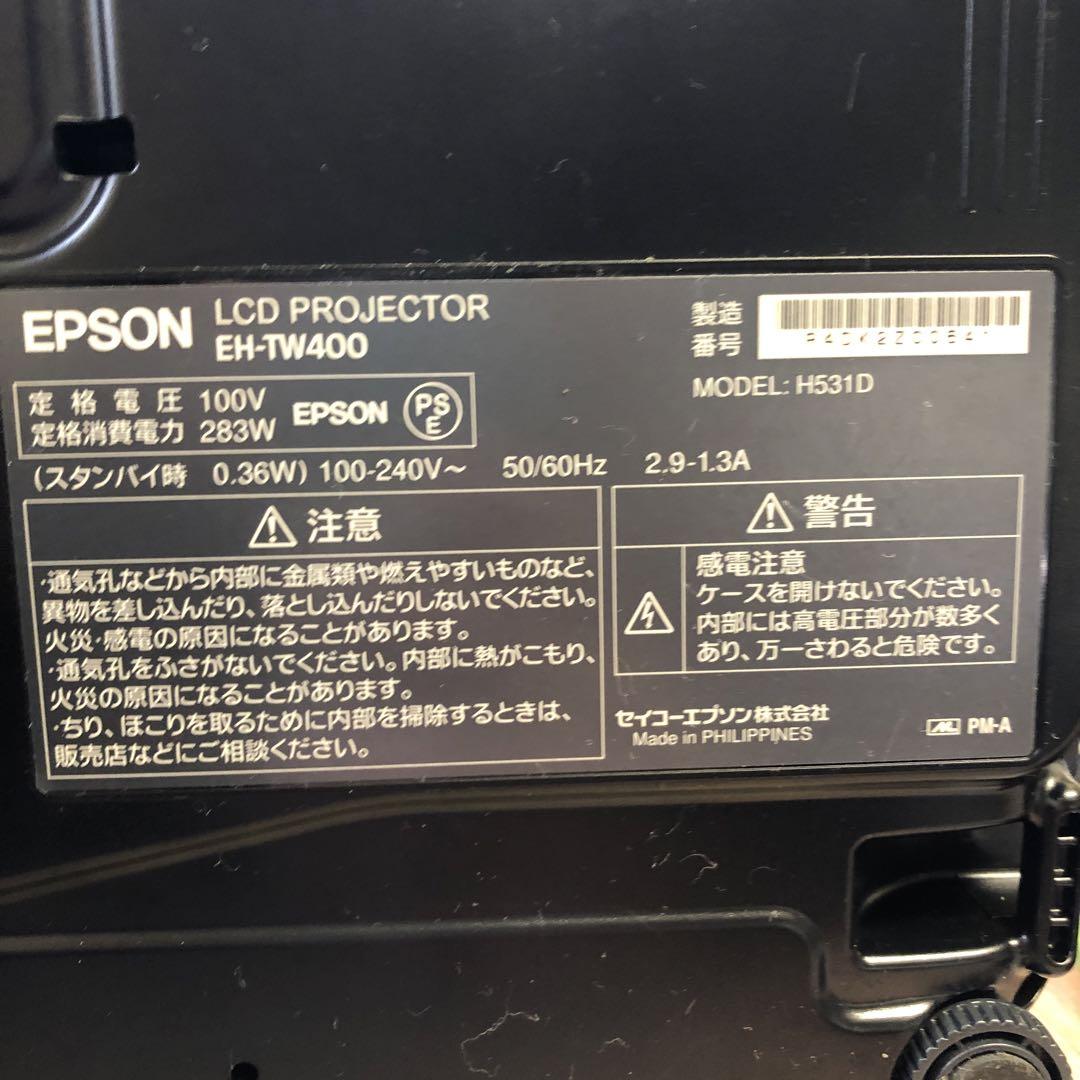 EPSON LCD PROJECTOR
EH-TW400
製造
番号
MODEL: H531D
定格電圧 100V
定格消費電力 283W
EPSON
PS
E
(スタンバイ時 0.36W) 100-240V～ 50/60Hz 2.9-1.3A
注意
・通気孔などから内部に金属類や燃えやすいものなど、
異物を差し込んだり、落とし込んだりしないでください。
火災・感電の原因になることがあります。
・通気孔をふさがないでください。内部に熱がこもり、
火災の原因になることがあります。
・ちり、ほこりを取るために内部を掃除するときは、
販売店などにご相談ください。
警告
感電注意
ケースを開けないでください。
内部には高電圧部分が数多く
あり、万一さわると危険です。
セイコーエプソン株式会社
Made in PHILIPPINES
PM-A